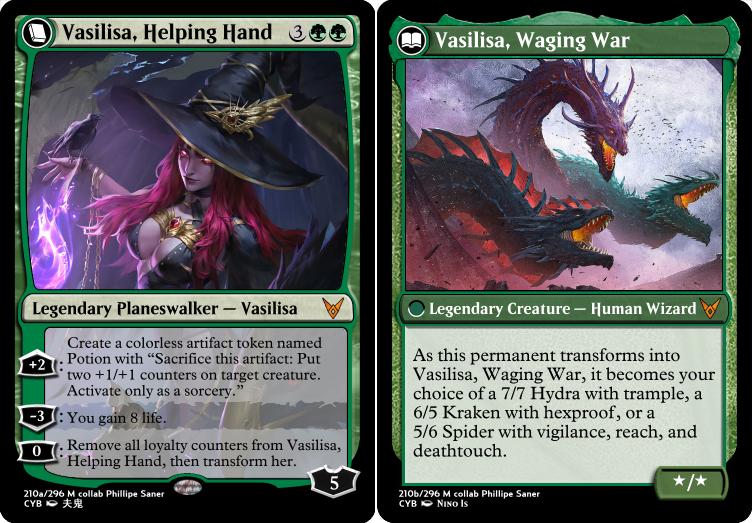 Vasilisa, Helping Hand 3
Legendary Planeswalker — Vasilisa
+2: Create a colorless artifact token named
Potion with “Sacrifice this artifact: Put
two +1/+1 counters on target creature.
Activate only as a sorcery.”
-3: You gain 8 life.
0: Remove all loyalty counters from Vasilisa,
Helping Hand, then transform her.
5
210a/296 M collab Phillipe Saner
CYB 夫鬼
Vasilisa, Waging War
Legendary Creature — Human Wizard
As this permanent transforms into
Vasilisa, Waging War, it becomes your
choice of a 7/7 Hydra with trample, a
6/5 Kraken with hexproof, or a
5/6 Spider with vigilance, reach, and
deathtouch.
★/★
210b/296 M collab Phillipe Saner
CYB Nino Is